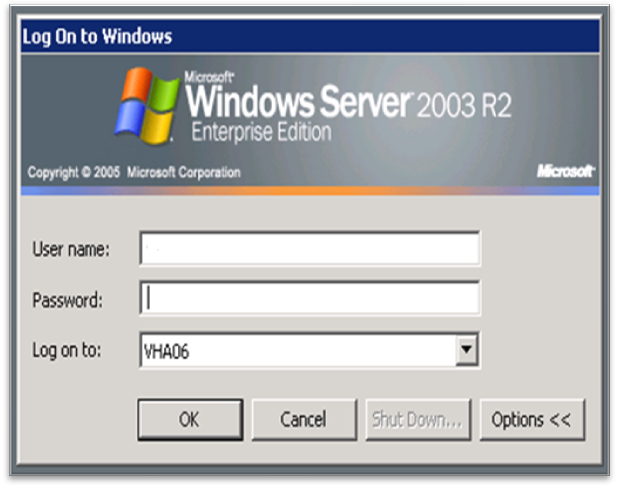 Log On to Windows
Microsoft
Windows Server 2003 R2
Enterprise Edition
Copyright © 2005 Microsoft Corporation Microsoft
User name:
Password:
Log on to: VHA06
OK Cancel Shut Down... Options <<